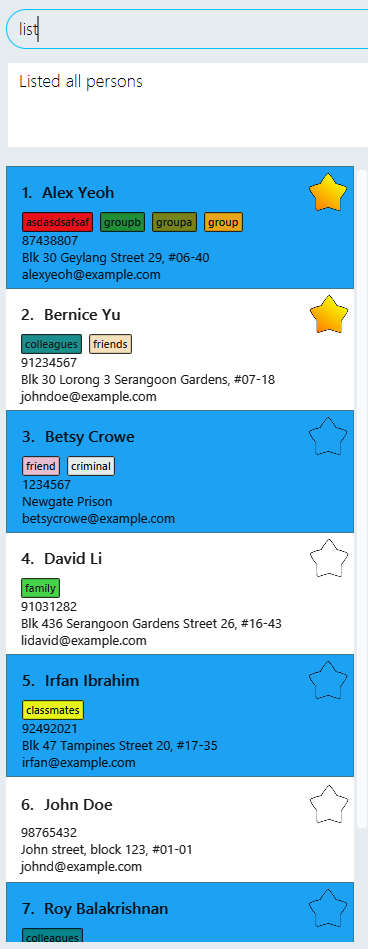 list
Listed all persons
1. Alex Yeoh
asdasdsafsaf groupb groupa group
87438807
Blk 30 Geylang Street 29, #06-40
alexyeoh@example.com
2. Bernice Yu
colleagues friends
91234567
Blk 30 Lorong 3 Serangoon Gardens, #07-18
johndoe@example.com
3. Betsy Crowe
friend criminal
1234567
Newgate Prison
betsycrowe@example.com
4. David Li
family
91031282
Blk 436 Serangoon Gardens Street 26, #16-43
lidavid@example.com
5. Irfan Ibrahim
classmates
92492021
Blk 47 Tampines Street 20, #17-35
irfan@example.com
6. John Doe
98765432
John street, block 123, #01-01
johnd@example.com
7. Roy Balakrishnan
colleagues